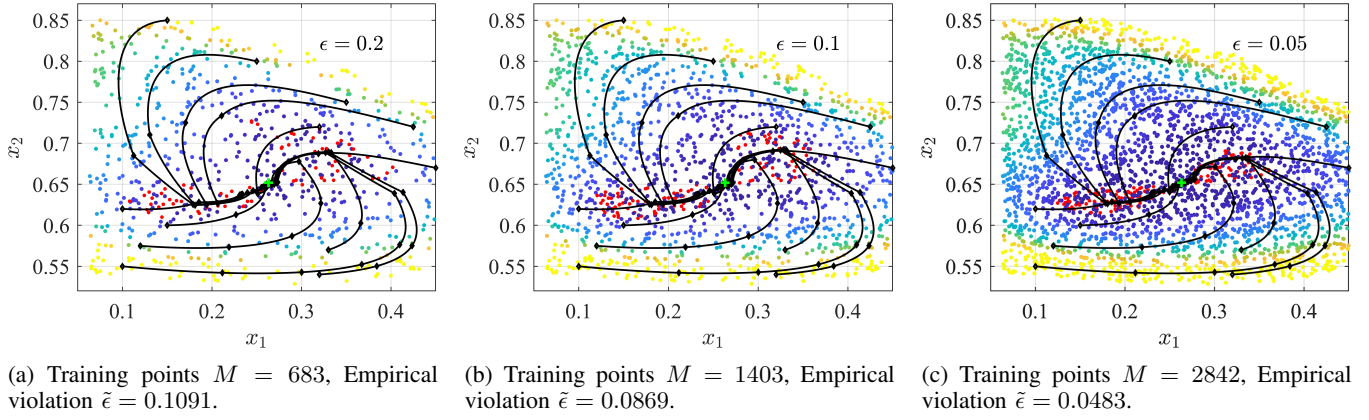 ϵ = 0.2
0.85
0.8
0.75
0.7
0.65
0.6
0.55
x₂
0.1 0.2 0.3 0.4
x₁
(a) Training points M = 683, Empirical
violation ϵ̃ = 0.1091.
ϵ = 0.1
0.85
0.8
0.75
0.7
0.65
0.6
0.55
x₂
0.1 0.2 0.3 0.4
x₁
(b) Training points M = 1403, Empirical
violation ϵ̃ = 0.0869.
ϵ = 0.05
0.85
0.8
0.75
0.7
0.65
0.6
0.55
x₂
0.1 0.2 0.3 0.4
x₁
(c) Training points M = 2842, Empirical
violation ϵ̃ = 0.0483.